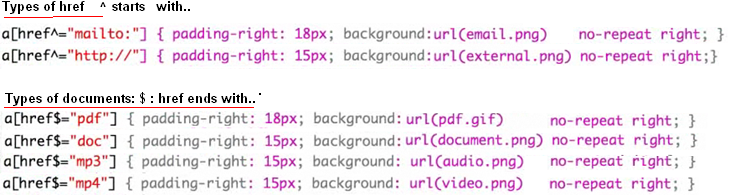 Types of href ^ starts with..
a[href^="mailto:"] { padding-right: 18px; background:url(email.png) no-repeat right; }
a[href^="http://"] { padding-right: 15px; background:url(external.png) no-repeat right;}
Types of documents: $ : href ends with..
a[href$="pdf"] { padding-right: 18px; background: url(pdf.gif) no-repeat right; }
a[href$="doc"] { padding-right: 15px; background:url(document.png) no-repeat right; }
a[href$="mp3"] { padding-right: 15px; background: url(audio.png) no-repeat right; }
a[href$="mp4"] { padding-right: 15px; background: url(video.png) no-repeat right; }